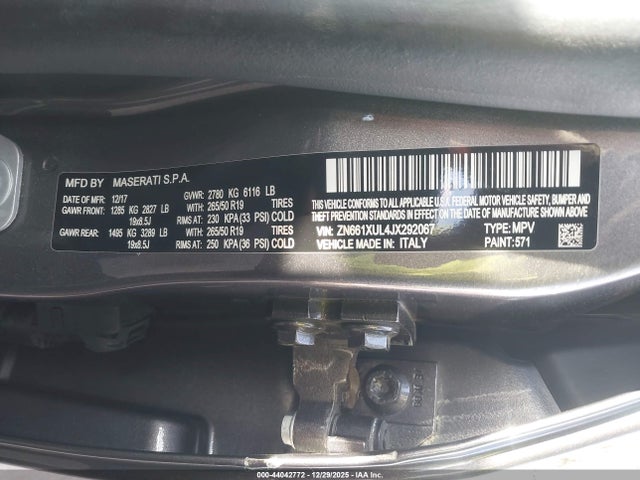 MFD BY MASERATI S.P.A.
DATE OF MFR: 12/17 GVWR: 2780 KG 6116 LB
GAWR FRONT: 1285 KG 2827 LB WITH: 265/50 R19 TIRES
19x8.5J RIMS AT: 230 KPA(33 PSI) COLD
GAWR REAR: 1495 KG 3289 LB WITH: 265/50 R19 TIRES
19x8.5J RIMS AT: 250 KPA(36 PSI) COLD
THIS VEHICLE CONFORMS TO ALL APPLICABLE U.S.A. FEDERAL MOTOR VEHICLE SAFETY, BUMPER AND
THEFT PREVENTION STANDARDS IN EFFECT ON THE DATE OF MANUFACTURE SHOWN ABOVE.
VIN: ZN661XUL4JX292067 TYPE: MPV
VEHICLE MADE IN: ITALY PAINT: 571
000-44042772 - 12/29/2025 - IAA Inc.